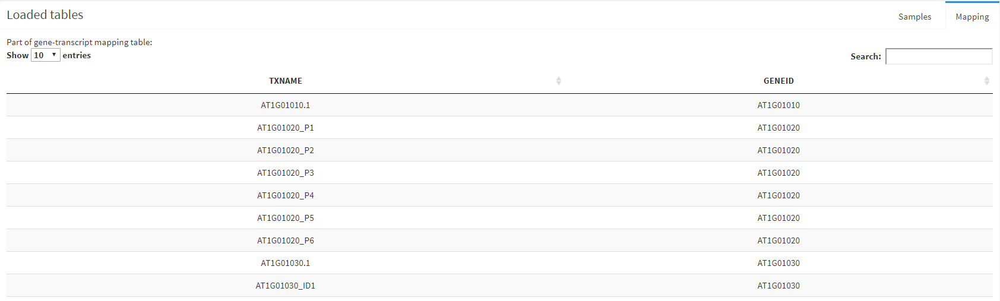 Loaded tables
Samples Mapping
Part of gene-transcript mapping table:
Show 10 entries
Search:
TXNAME GENEID
AT1G01010.1 AT1G01010
AT1G01020_P1 AT1G01020
AT1G01020_P2 AT1G01020
AT1G01020_P3 AT1G01020
AT1G01020_P4 AT1G01020
AT1G01020_P5 AT1G01020
AT1G01020_P6 AT1G01020
AT1G01030.1 AT1G01030
AT1G01030_ID1 AT1G01030